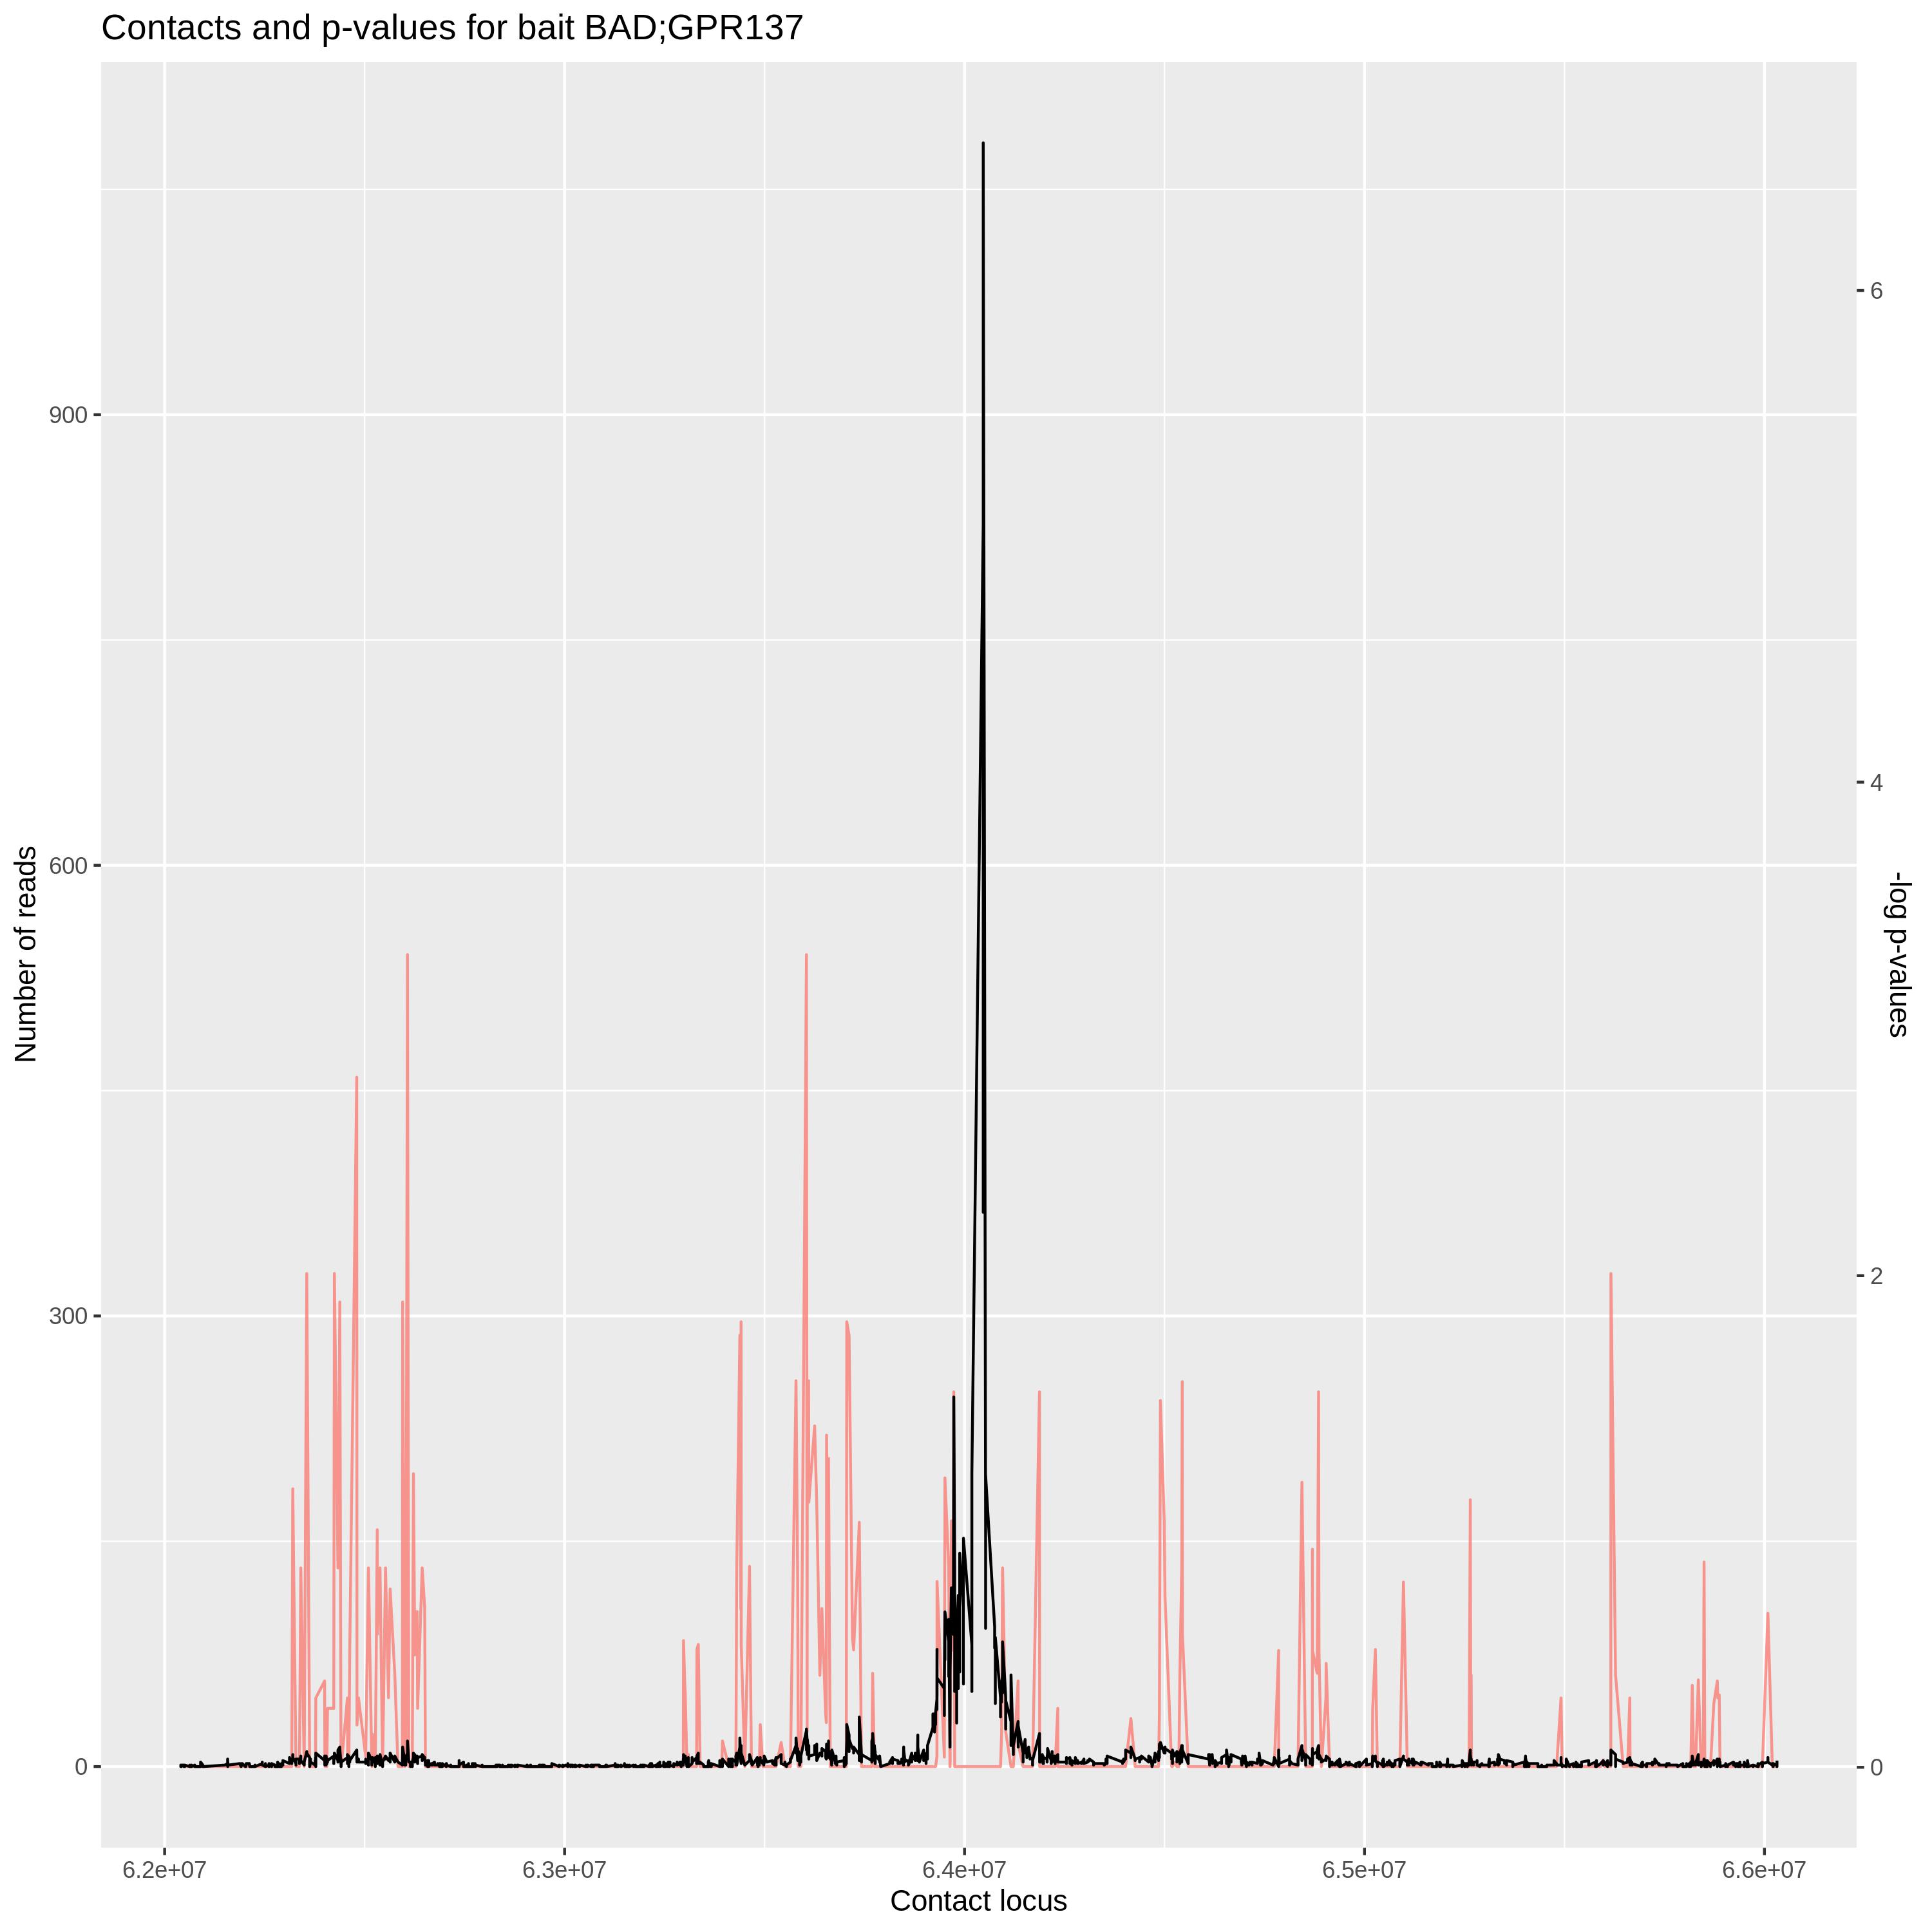 Contacts and p-values for bait BAD;GPR137
Number of reads
900
600
300
0
6
4
2
0
-log p-values
6.2e+07
6.3e+07
6.4e+07
6.5e+07
6.6e+07
Contact locus